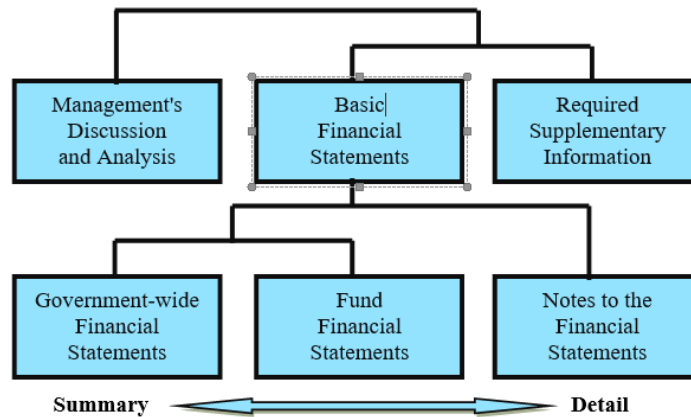 Management's
Discussion
and Analysis
Basic
Financial
Statements
Required
Supplementary
Information
Government-wide
Financial
Statements
Fund
Financial
Statements
Notes to the
Financial
Statements
Summary
Detail